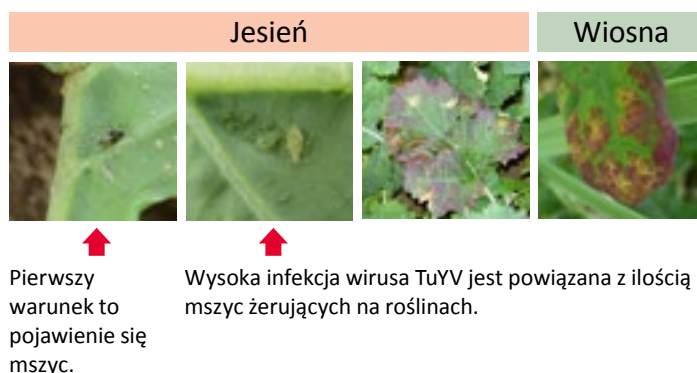 Jesień
Wiosna
Pierwszy
warunek to
pojawienie się
mszyc.
Wysoka infekcja wirusa TuYV jest powiązana z ilością
mszyc żerujących na roślinach.